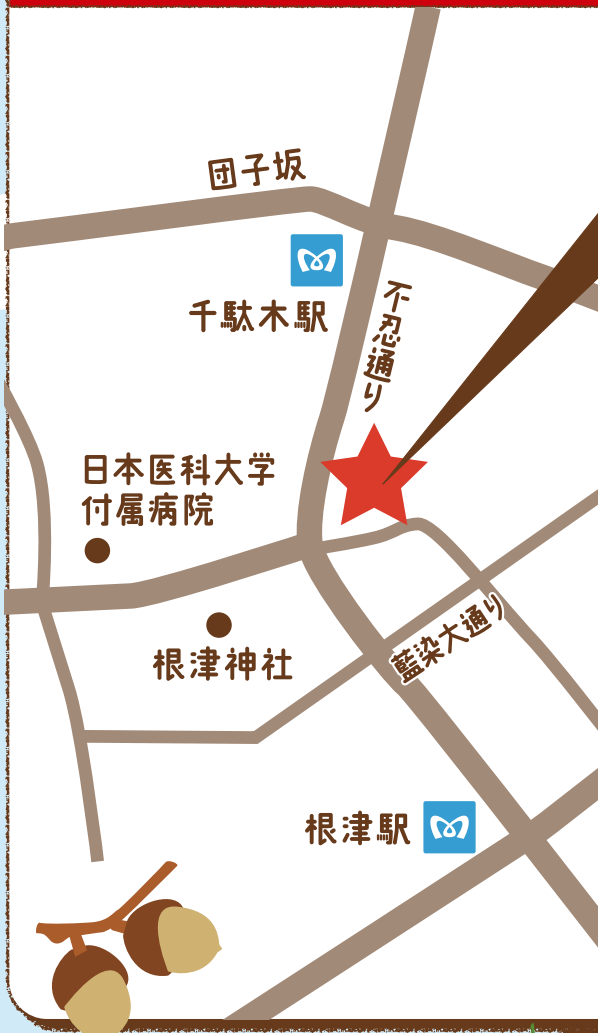 団子坂
千駄木駅
不忍通り
日本医科大学
付属病院
根津神社
藍染大通り
根津駅